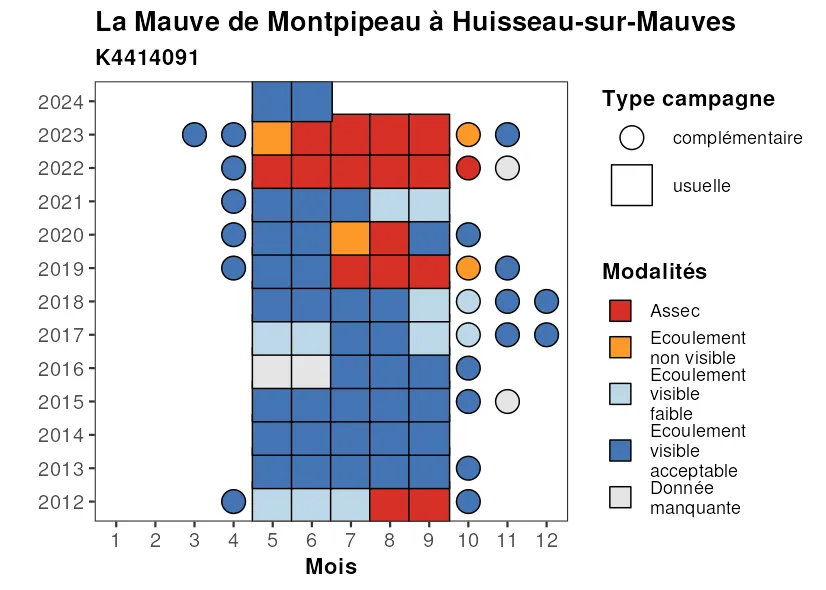 La Mauve de Montpipeau à Huisseau-sur-Mauves
K4414091
2024
2023
2022
2021
2020
2019
2018
2017
2016
2015
2014
2013
2012
1 2 3 4 5 6 7 8 9 10 11 12
Mois
Type campagne
complémentaire
usuelle
Modalités
Assec
Ecoulement
non visible
Ecoulement
visible
faible
Ecoulement
visible
acceptable
Donnée
manquante